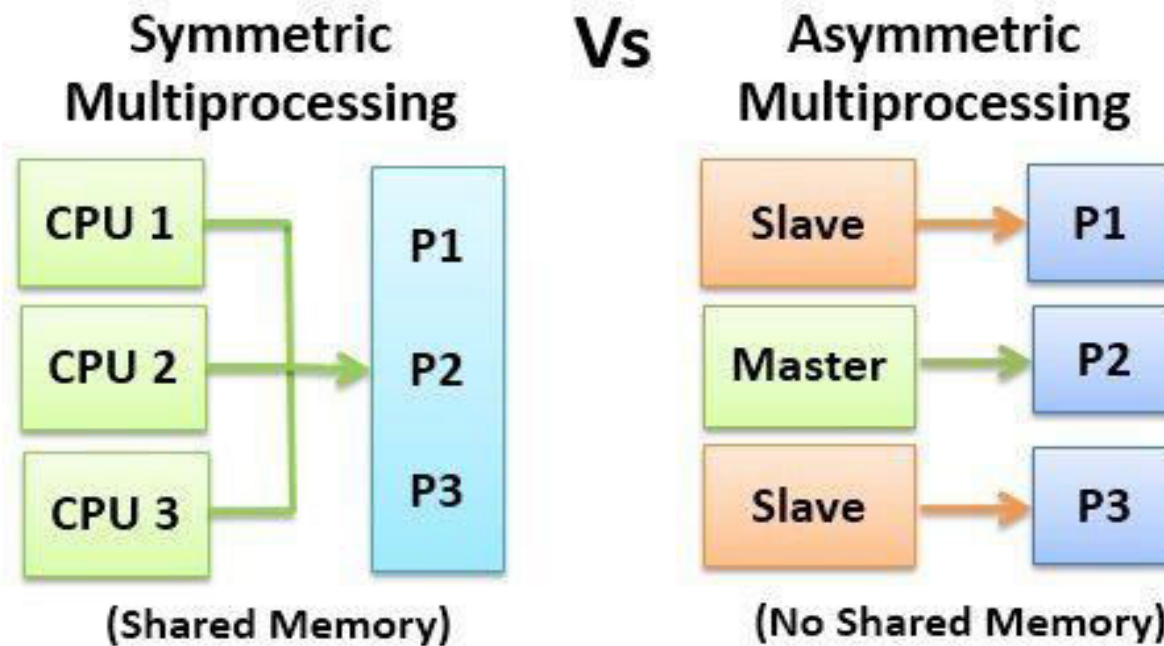 Symmetric
Multiprocessing
Vs
Asymmetric
Multiprocessing
CPU 1
CPU 2
CPU 3
P1
P2
P3
(Shared Memory)
Slave
P1
Master
P2
Slave
P3
(No Shared Memory)